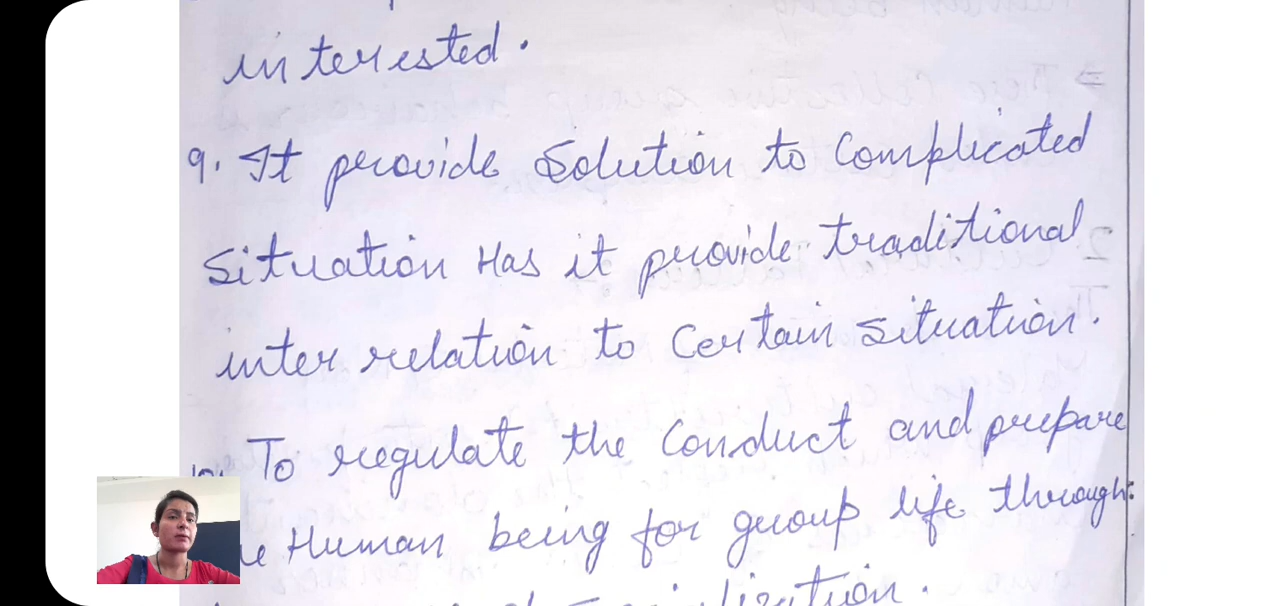 interested.
9. It provide Solution to Complicated
situation Has it provide traditional
inter relation to Certain situation.
10. To regulate the Conduct and prepare
Human being for group life through: